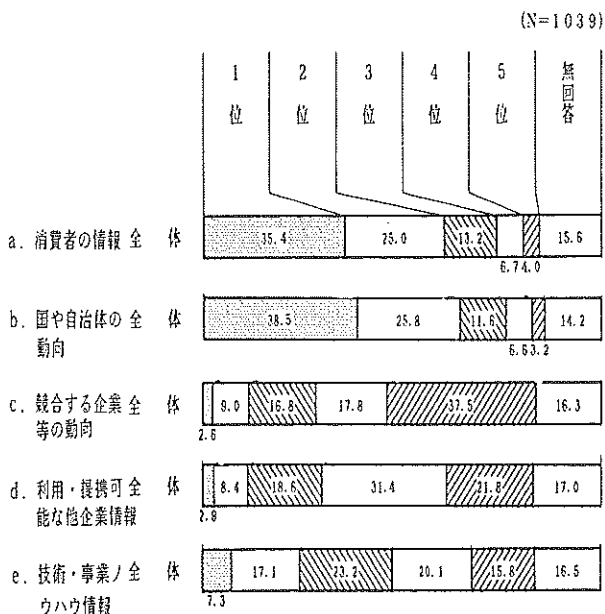 (N=1039)
1位 2位 3位 4位 5位 無回答
a. 消費者の情報 全体
35.4 25.0 13.2 6.7 4.0 15.6
b. 国や自治体の動向 全体
38.5 25.8 11.6 6.6 3.2 14.2
c. 競合する企業等の動向 全体
2.6 9.0 16.8 17.8 37.5 16.3
d. 利用・提携可能な他企業情報 全体
2.8 8.4 18.6 31.4 21.8 17.0
e. 技術・事業ノウハウ情報 全体
7.3 17.1 23.2 20.1 15.8 16.5